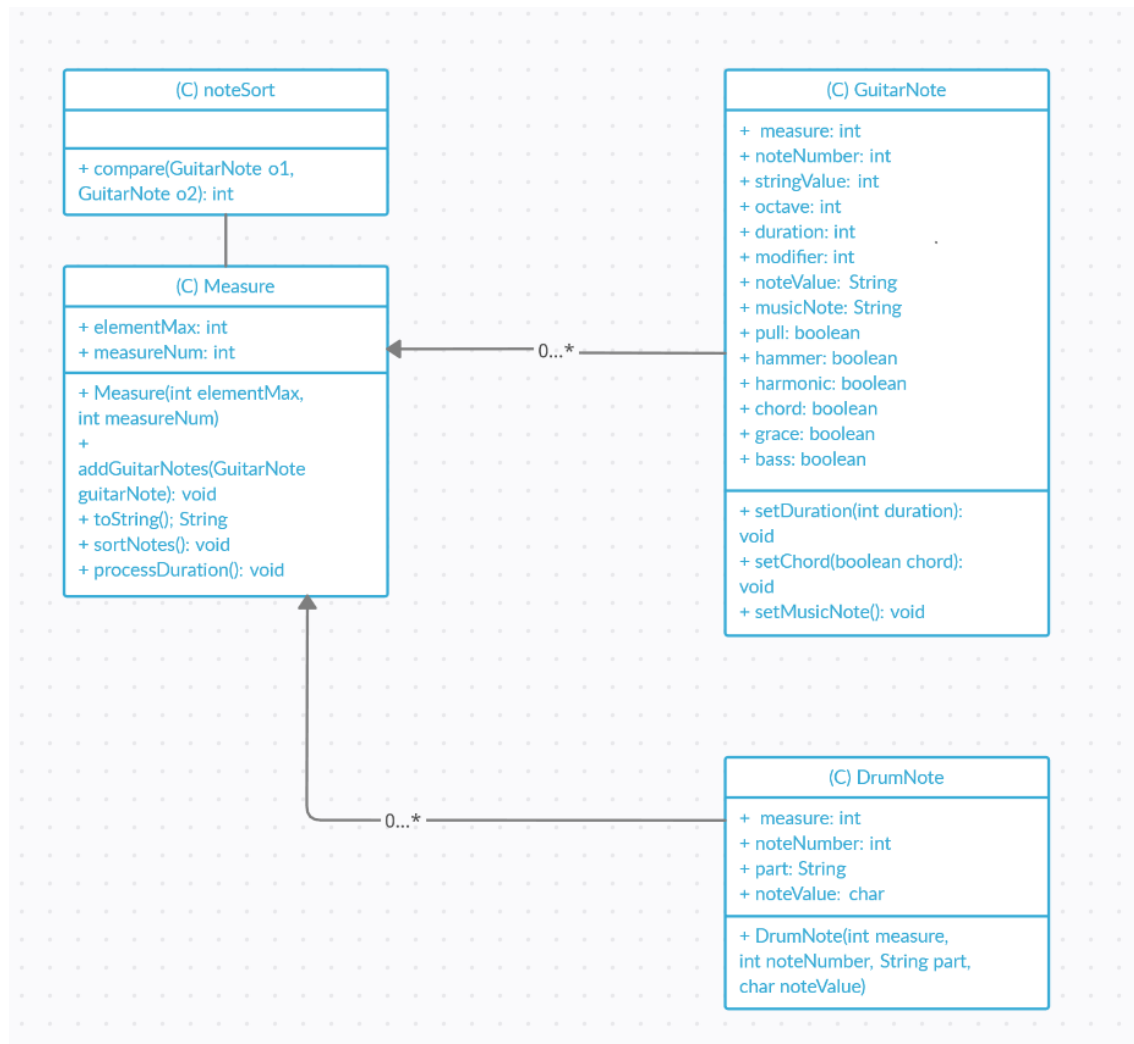 (C) noteSort
+ compare(GuitarNote o1,
GuitarNote o2): int
(C) Measure
+ elementMax: int
+ measureNum: int
+ Measure(int elementMax,
int measureNum)
+
addGuitarNotes(GuitarNote
guitarNote): void
+ toString(); String
+ sortNotes(): void
+ processDuration(): void
0...*
(C) GuitarNote
+ measure: int
+ noteNumber: int
+ stringValue: int
+ octave: int
+ duration: int
+ modifier: int
+ noteValue: String
+ musicNote: String
+ pull: boolean
+ hammer: boolean
+ harmonic: boolean
+ chord: boolean
+ grace: boolean
+ bass: boolean
+ setDuration(int duration):
void
+ setChord(boolean chord):
void
+ setMusicNote(): void
0...*
(C) DrumNote
+ measure: int
+ noteNumber: int
+ part: String
+ noteValue: char
+ DrumNote(int measure,
int noteNumber, String part,
char noteValue)